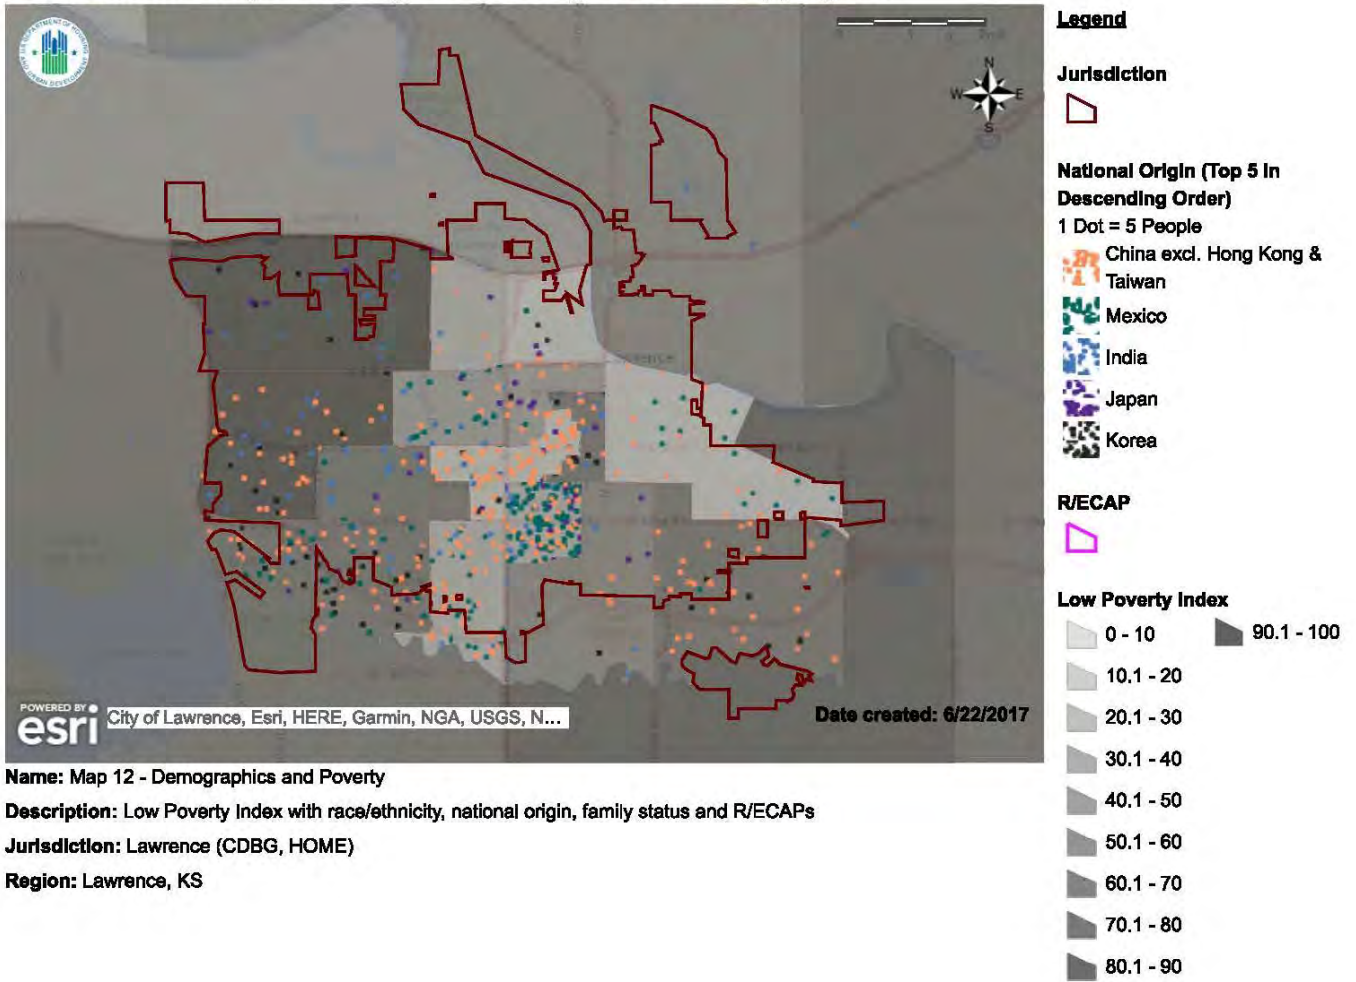 Legend
Jurisdiction
National Origin (Top 5 in
Descending Order)
1 Dot = 5 People
China excl. Hong Kong &
Taiwan
Mexico
India
Japan
Korea
R/ECAP
Low Poverty Index
0 - 10
90.1 - 100
10.1 - 20
20.1 - 30
30.1 - 40
40.1 - 50
50.1 - 60
60.1 - 70
70.1 - 80
80.1 - 90
N
W
E
S
POWERED BY
esri
City of Lawrence, Esri, HERE, Garmin, NGA, USGS, N...
Date created: 6/22/2017
Name: Map 12 - Demographics and Poverty
Description: Low Poverty Index with race/ethnicity, national origin, family status and R/ECAPs
Jurisdiction: Lawrence (CDBG, HOME)
Region: Lawrence, KS